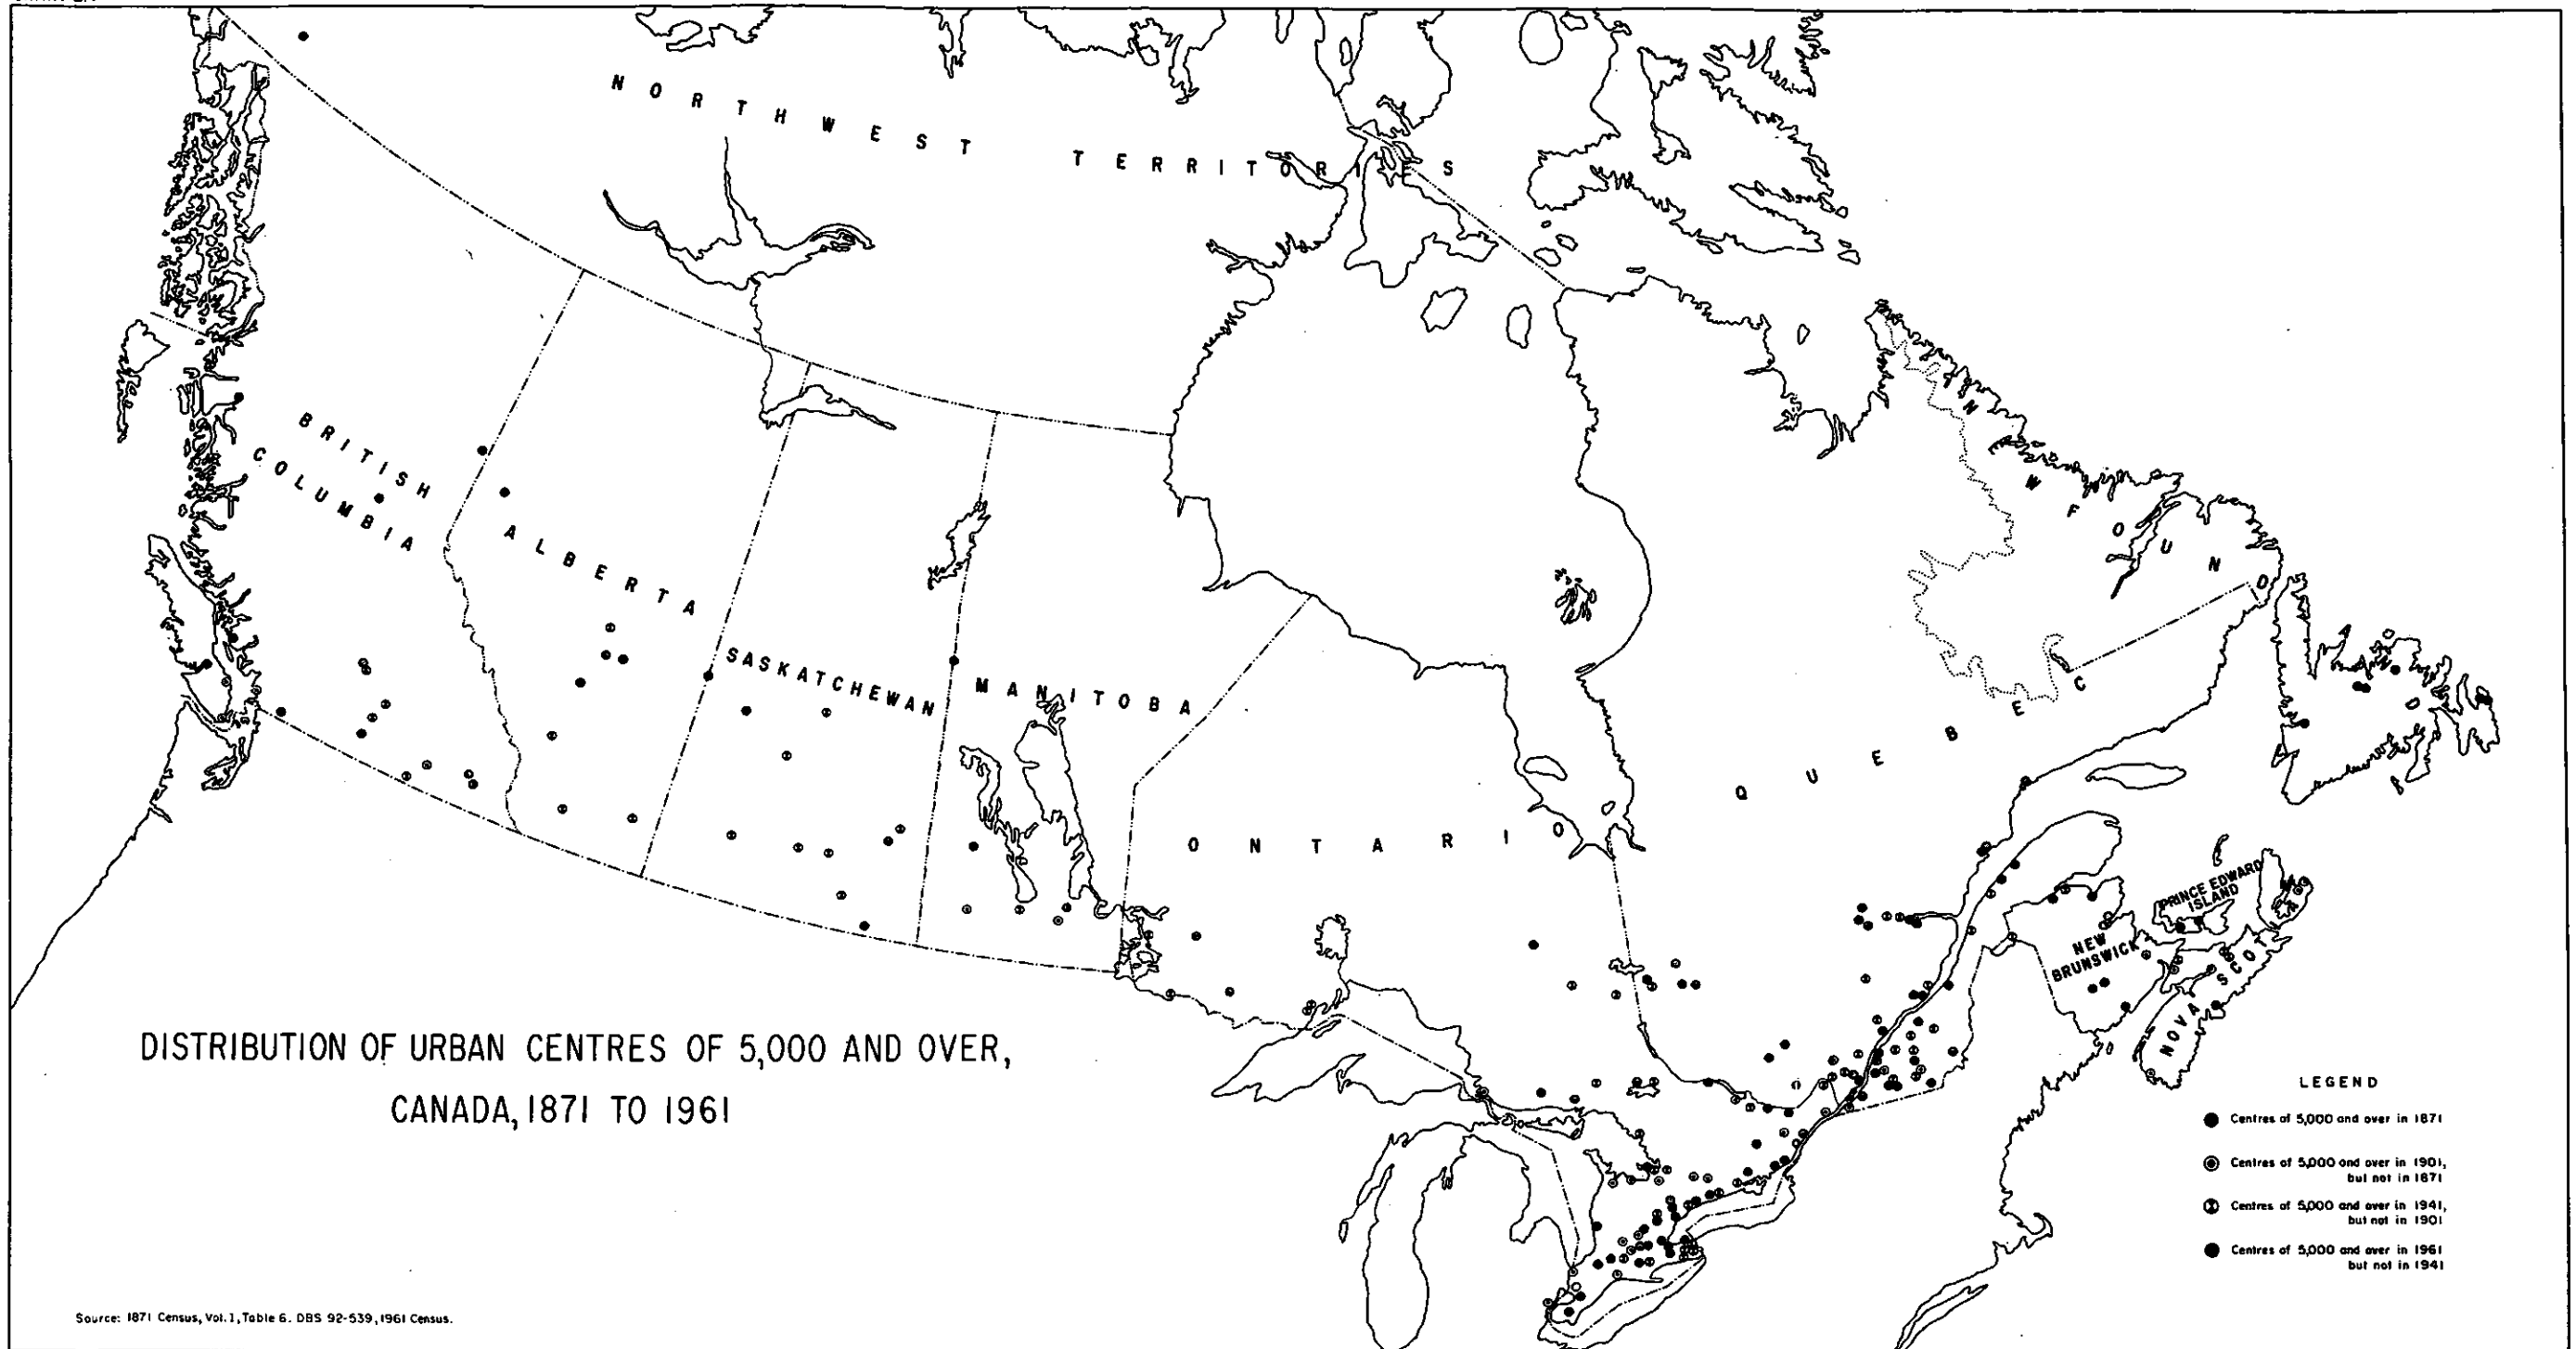 NORTHWEST TERRITORIES
BRITISH
COLUMBIA
ALBERTA
SASKATCHEWAN
MANITOBA
ONTARIO
QUEBEC
NEWFOUNDLAND
PRINCE EDWARD
ISLAND
NEW
BRUNSWICK
NOVA SCOTIA
DISTRIBUTION OF URBAN CENTRES OF 5,000 AND OVER,
CANADA, 1871 TO 1961
LEGEND
Centres of 5,000 and over in 1871
Centres of 5,000 and over in 1901,
but not in 1871
Centres of 5,000 and over in 1941,
but not in 1901
Centres of 5,000 and over in 1961
but not in 1941
Source: 1871 Census, Vol. I, Table 6. DBS 92-539, 1961 Census.